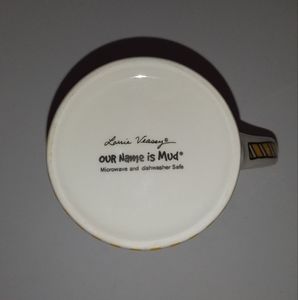 Lorrie Veasey®
OUR Name is MUD®
Microwave and dishwasher Safe